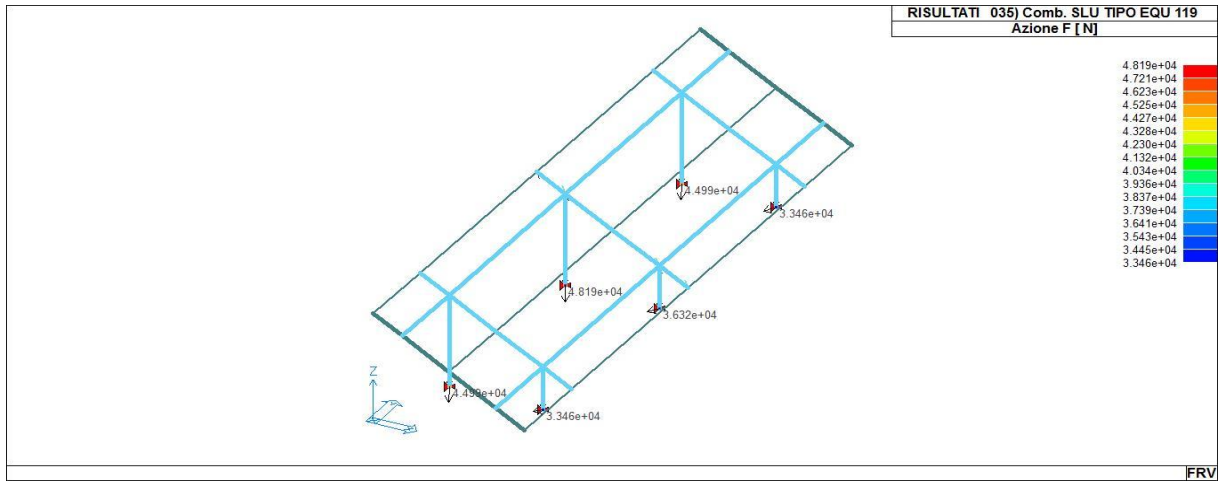 RISULTATI 035) Comb. SLU TIPO EQU 119
Azione F [ N]
4.819e+04
4.721e+04
4.623e+04
4.525e+04
4.427e+04
4.328e+04
4.230e+04
4.132e+04
4.034e+04
3.936e+04
3.837e+04
3.739e+04
3.641e+04
3.543e+04
3.445e+04
3.346e+04
4.499e+04
3.346e+04
4.819e+04
3.632e+04
Z
4.499e+04
3.346e+04
FRV